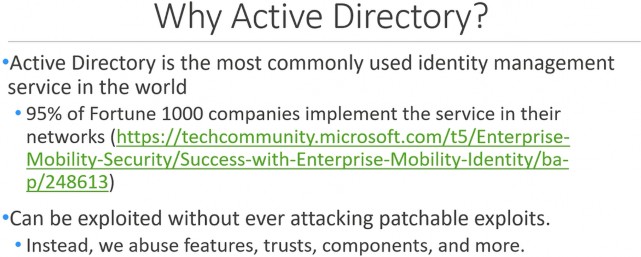 Why Active Directory?
•Active Directory is the most commonly used identity management
service in the world
• 95% of Fortune 1000 companies implement the service in their
networks (https://techcommunity.microsoft.com/t5/Enterprise-
Mobility-Security/Success-with-Enterprise-Mobility-Identity/ba-
p/248613)
•Can be exploited without ever attacking patchable exploits.
• Instead, we abuse features, trusts, components, and more.